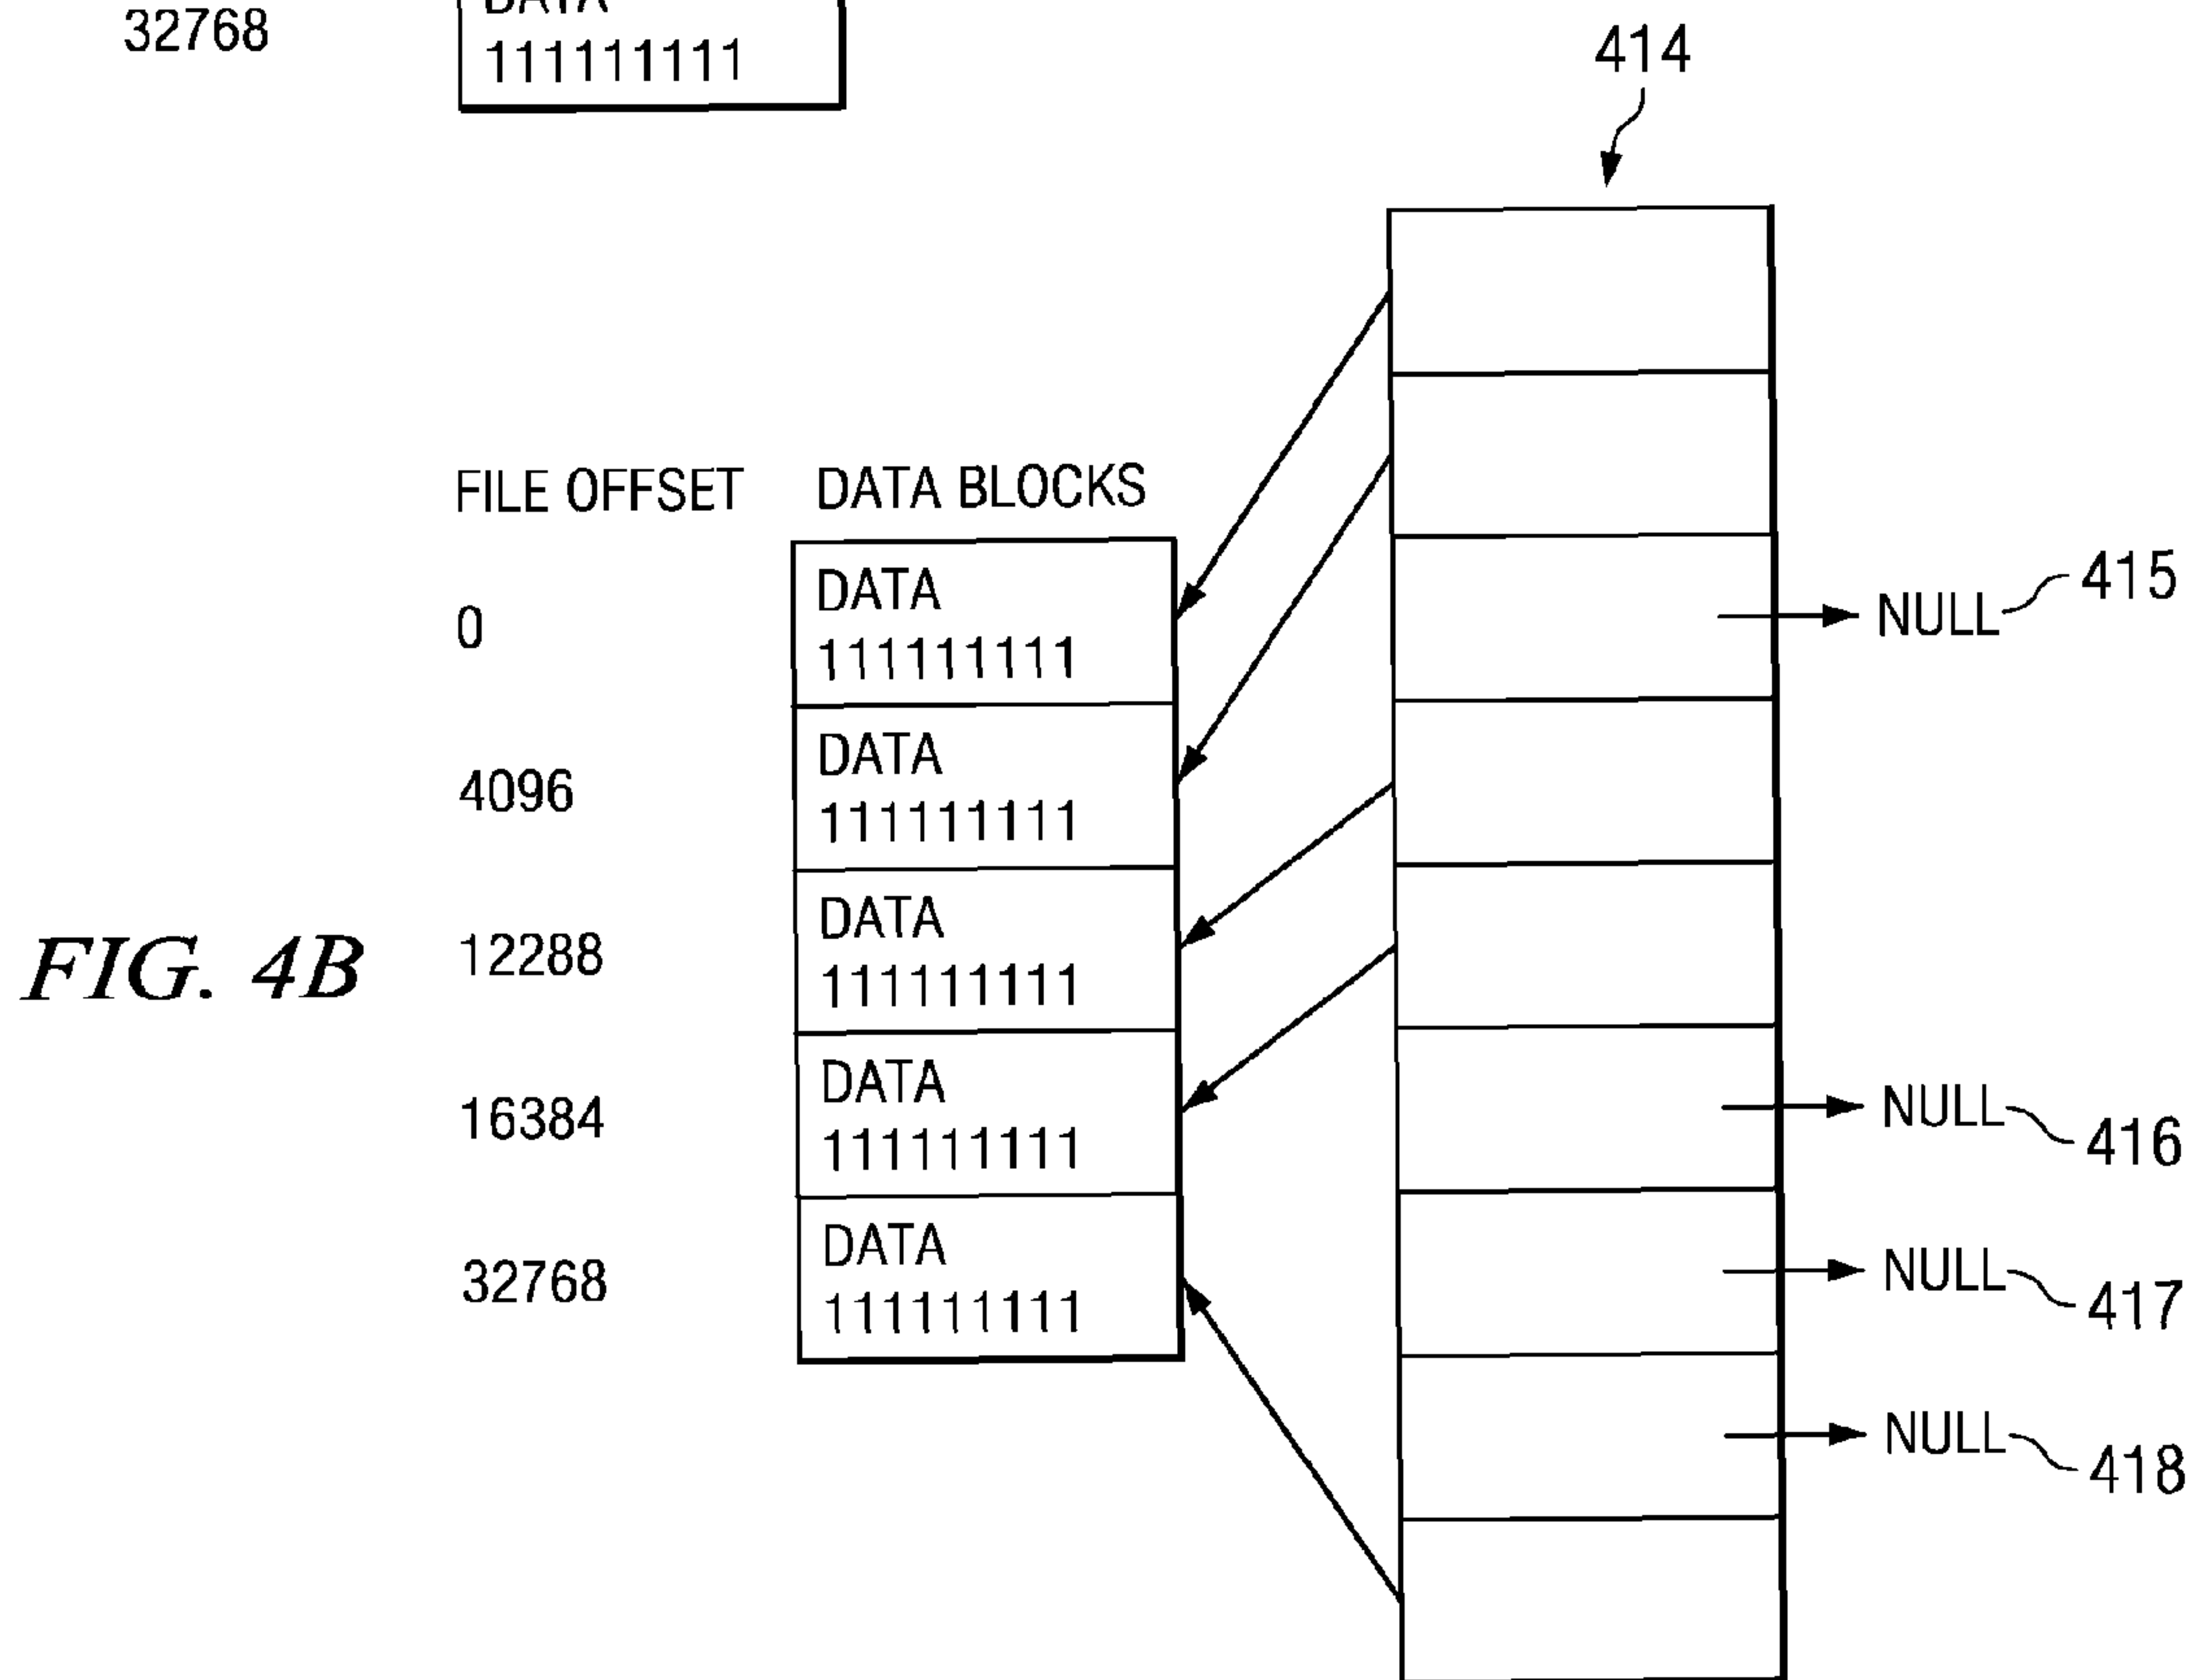 DATA
32768
111111111
414
FILE OFFSET DATA BLOCKS
0
DATA
111111111
NULL 415
4096
DATA
111111111
FIG. 4B
12288
DATA
111111111
16384
DATA
111111111
NULL 416
32768
DATA
111111111
NULL 417
NULL 418